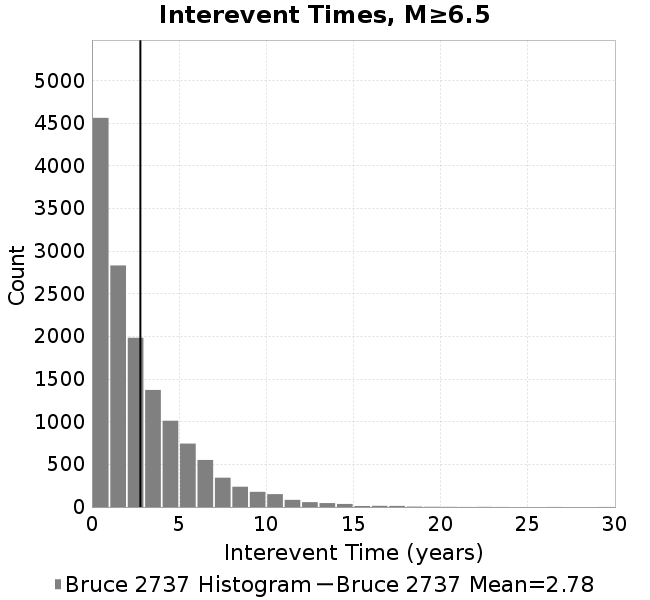 Interevent Times, M≥6.5
5000
4500
4000
3500
3000
2500
2000
1500
1000
500
0
Count
0 5 10 15 20 25 30
Interevent Time (years)
Bruce 2737 Histogram Bruce 2737 Mean=2.78